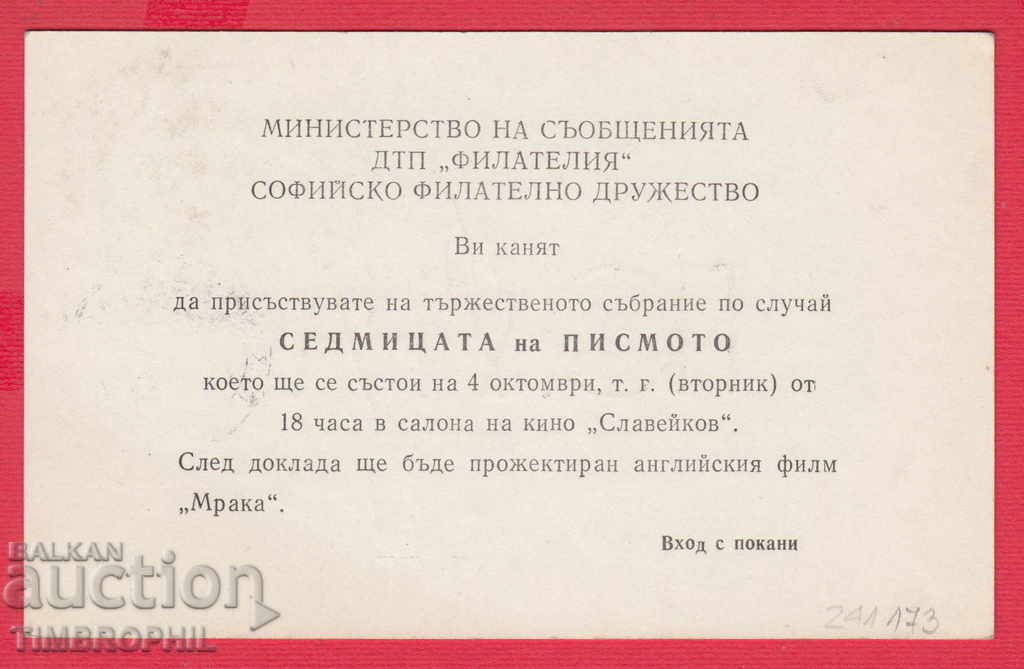 МИНИСТЕРСТВО НА СЪОБЩЕНИЯТА
ДТП „ФИЛАТЕЛИЯ“
СОФИЙСКО ФИЛАТЕЛНО ДРУЖЕСТВО
Ви канят
да присъствувате на тържественото събрание по случай
СЕДМИЦАТА на ПИСМОТО
което ще се състои на 4 октомври, т. г. (вторник) от
18 часа в салона на кино „Славейков“.
След доклада ще бъде прожектиран английския филм
„Мрака“.
Вход с покани
BALKAN
auction
TIMBROPHIL
241173